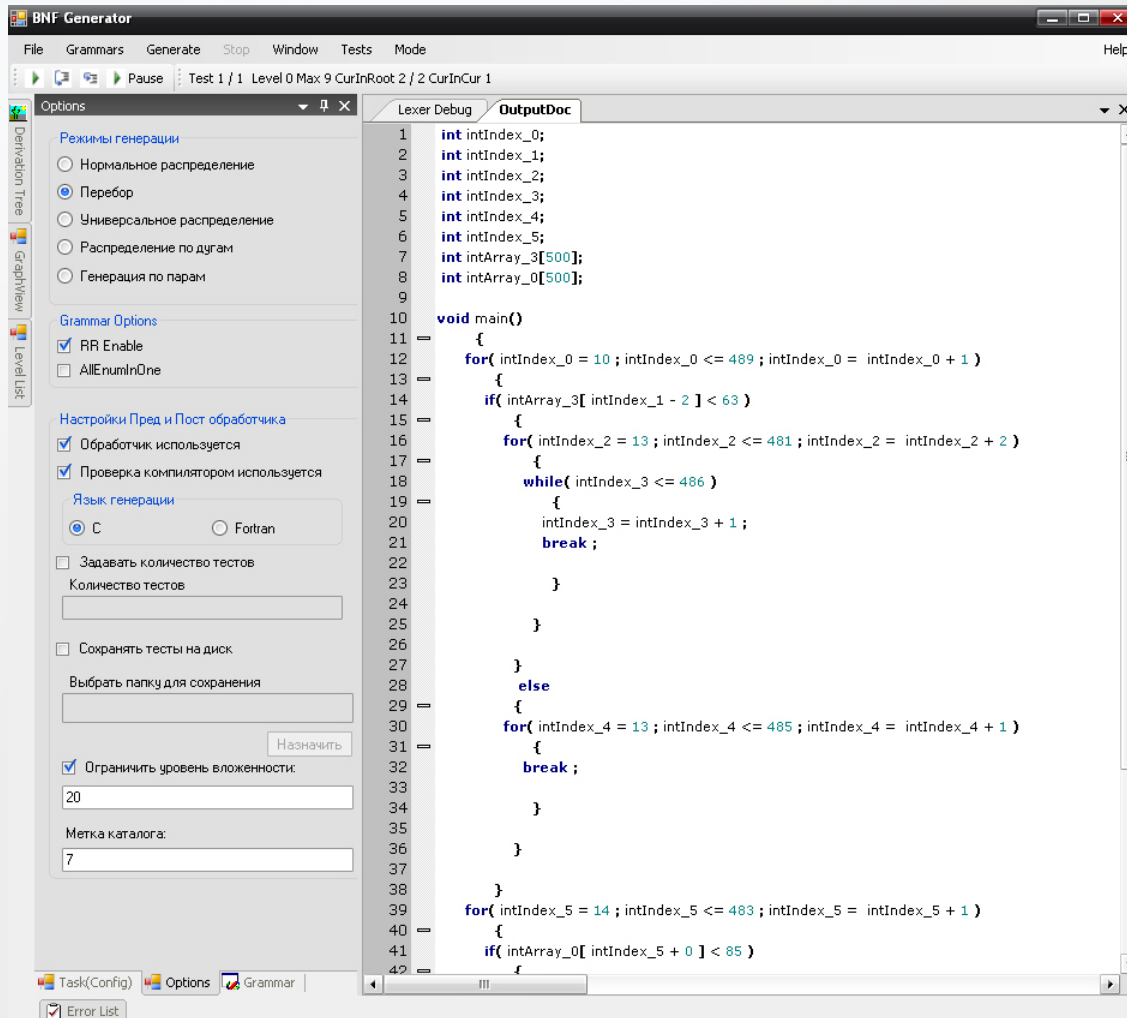 BNF Generator
File Grammars Generate Stop Window Tests Mode Help
Pause Test 1 / 1 Level 0 Max 9 CurInRoot 2 / 2 CurInCur 1
Derivation Tree
GraphView
Level List
Options
Режимы генерации
Нормальное распределение
Перебор
Универсальное распределение
Распределение по дугам
Генерация по парам
Grammar Options
RR Enable
AllEnumInOne
Настройки Пред и Пост обработчика
Обработчик используется
Проверка компилятором используется
Язык генерации
C Fortran
Задавать количество тестов
Количество тестов
Сохранять тесты на диск
Выбрать папку для сохранения
Назначить
Ограничить уровень вложенности:
20
Метка каталога:
7
Task(Config) Options Grammar
Error List
Lexer Debug OutputDoc
1 int intIndex_0;
2 int intIndex_1;
3 int intIndex_2;
4 int intIndex_3;
5 int intIndex_4;
6 int intIndex_5;
7 int intArray_3[500];
8 int intArray_0[500];
9
10 void main()
11 {
12 for( intIndex_0 = 10 ; intIndex_0 <= 489 ; intIndex_0 = intIndex_0 + 1 )
13 {
14 if( intArray_3[ intIndex_1 - 2 ] < 63 )
15 {
16 for( intIndex_2 = 13 ; intIndex_2 <= 481 ; intIndex_2 = intIndex_2 + 2 )
17 {
18 while( intIndex_3 <= 486 )
19 {
20 intIndex_3 = intIndex_3 + 1 ;
21 break ;
22
23 }
24
25 }
26
27 }
28 else
29 {
30 for( intIndex_4 = 13 ; intIndex_4 <= 485 ; intIndex_4 = intIndex_4 + 1 )
31 {
32 break ;
33
34 }
35
36 }
37
38 }
39 for( intIndex_5 = 14 ; intIndex_5 <= 483 ; intIndex_5 = intIndex_5 + 1 )
40 {
41 if( intArray_0[ intIndex_5 + 0 ] < 85 )
42 {